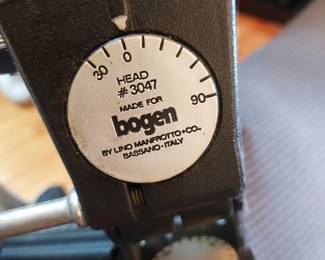 30 0 90
HEAD
# 3047
MADE FOR
bogen
BY LINO MANFROTTO+CO.,
BASSANO-ITALY